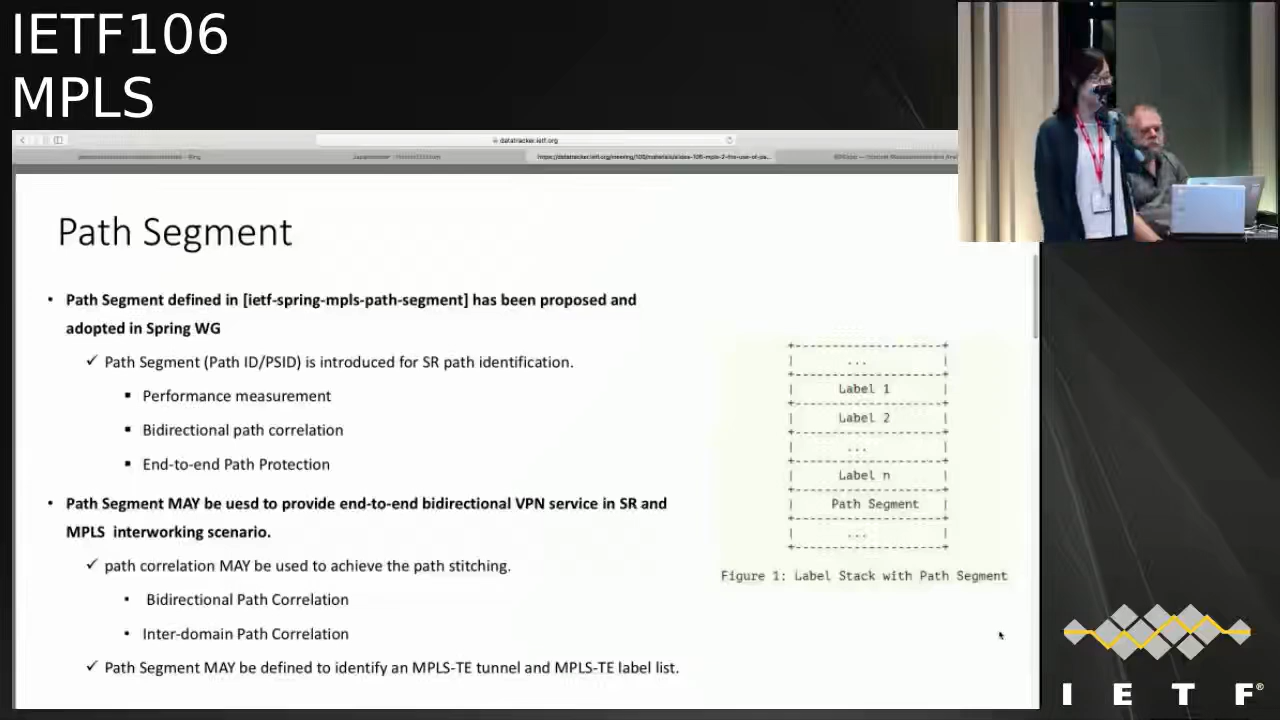 IETF106
MPLS
datatracker.ietf.org
Path Segment
• Path Segment defined in [ietf-spring-mpls-path-segment] has been proposed and
adopted in Spring WG
✓ Path Segment (Path ID/PSID) is introduced for SR path identification.
▪ Performance measurement
▪ Bidirectional path correlation
▪ End-to-end Path Protection
• Path Segment MAY be uesd to provide end-to-end bidirectional VPN service in SR and
MPLS interworking scenario.
✓ path correlation MAY be used to achieve the path stitching.
• Bidirectional Path Correlation
• Inter-domain Path Correlation
✓ Path Segment MAY be defined to identify an MPLS-TE tunnel and MPLS-TE label list.
...
Label 1
Label 2
...
Label n
Path Segment
...
Figure 1: Label Stack with Path Segment
I E T F®